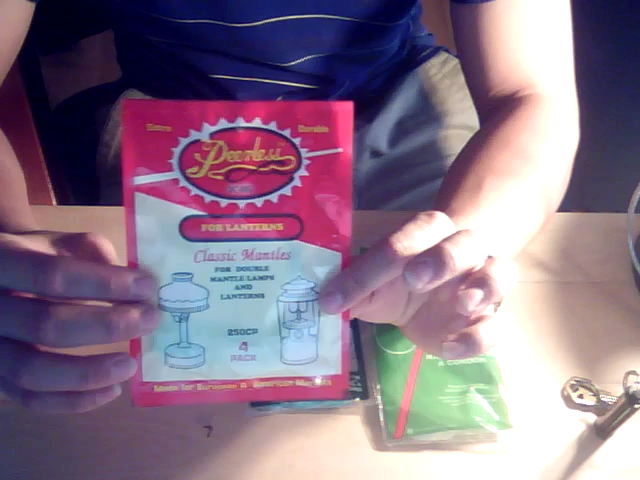 Extra Durable
Peerless
FOR LANTERNS
Classic Mantles
FOR DOUBLE
MANTLE LAMPS
AND
LANTERNS
250CP
4
PACK
Made for European & American Mantles